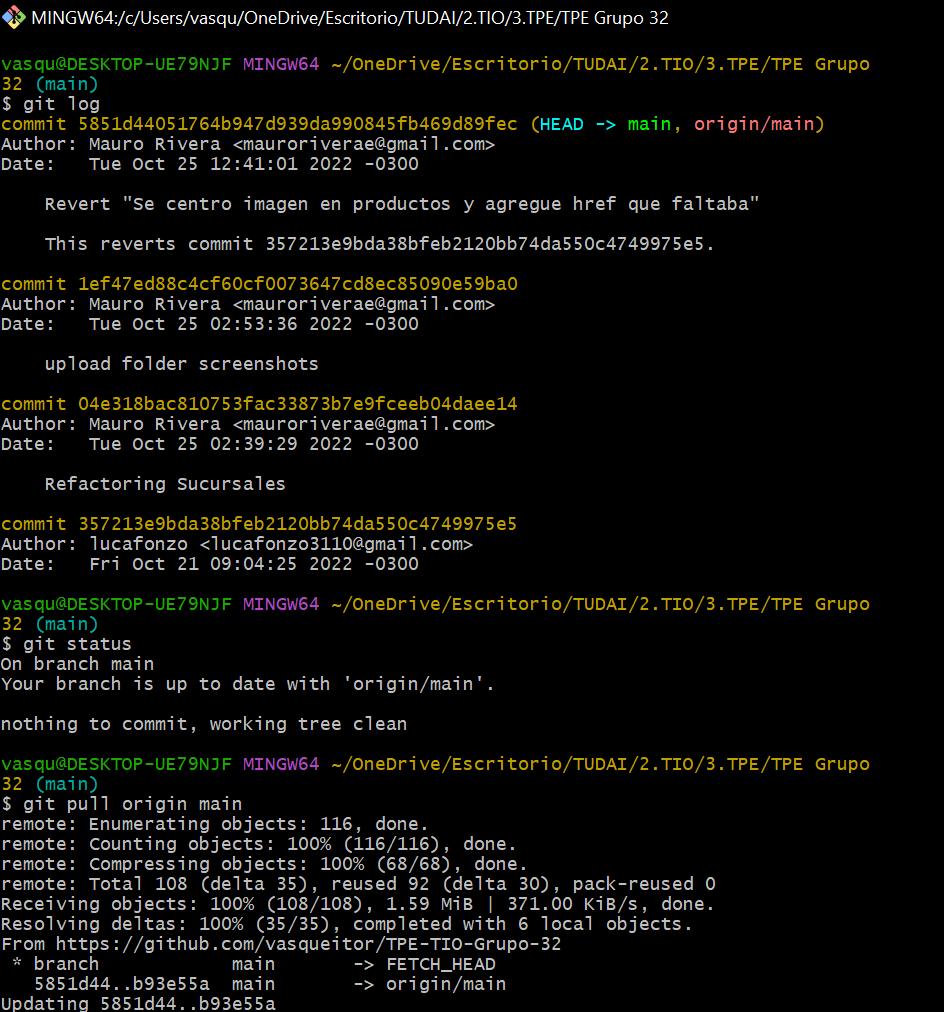 MINGW64:/c/Users/vasqu/OneDrive/Escritorio/TUDAI/2.TIO/3.TPE/TPE Grupo 32
vasqu@DESKTOP-UE79NJF MINGW64 ~/OneDrive/Escritorio/TUDAI/2.TIO/3.TPE/TPE Grupo
32 (main)
$ git log
commit 5851d44051764b947d939da990845fb469d89fec (HEAD -> main, origin/main)
Author: Mauro Rivera <mauroriverae@gmail.com>
Date:   Tue Oct 25 12:41:01 2022 -0300
    Revert "Se centro imagen en productos y agregue href que faltaba"
    This reverts commit 357213e9bda38bfeb2120bb74da550c4749975e5.
commit 1ef47ed88c4cf60cf0073647cd8ec85090e59ba0
Author: Mauro Rivera <mauroriverae@gmail.com>
Date:   Tue Oct 25 02:53:36 2022 -0300
    upload folder screenshots
commit 04e318bac810753fac33873b7e9fceeb04daee14
Author: Mauro Rivera <mauroriverae@gmail.com>
Date:   Tue Oct 25 02:39:29 2022 -0300
    Refactoring Sucursales
commit 357213e9bda38bfeb2120bb74da550c4749975e5
Author: lucafonzo <lucafonzo3110@gmail.com>
Date:   Fri Oct 21 09:04:25 2022 -0300
vasqu@DESKTOP-UE79NJF MINGW64 ~/OneDrive/Escritorio/TUDAI/2.TIO/3.TPE/TPE Grupo
32 (main)
$ git status
On branch main
Your branch is up to date with 'origin/main'.
nothing to commit, working tree clean
vasqu@DESKTOP-UE79NJF MINGW64 ~/OneDrive/Escritorio/TUDAI/2.TIO/3.TPE/TPE Grupo
32 (main)
$ git pull origin main
remote: Enumerating objects: 116, done.
remote: Counting objects: 100% (116/116), done.
remote: Compressing objects: 100% (68/68), done.
remote: Total 108 (delta 35), reused 92 (delta 30), pack-reused 0
Receiving objects: 100% (108/108), 1.59 MiB | 371.00 KiB/s, done.
Resolving deltas: 100% (35/35), completed with 6 local objects.
From https://github.com/vasqueitor/TPE-TIO-Grupo-32
 * branch            main       -> FETCH_HEAD
   5851d44..b93e55a  main       -> origin/main
Updating 5851d44..b93e55a